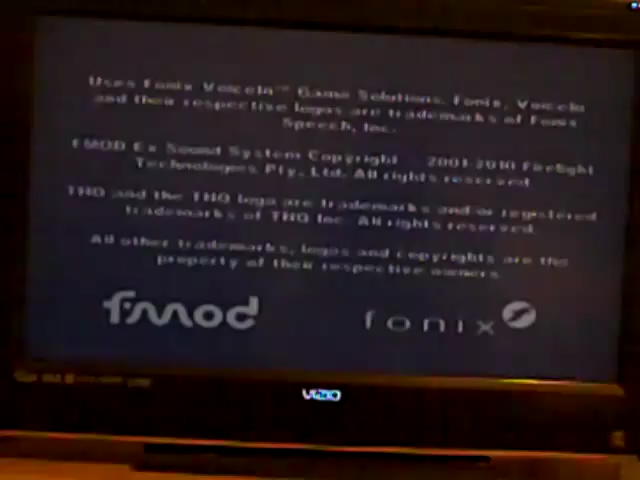 Uses Fonix VoiceIn™ Game Solutions. Fonix, VoiceIn
and their respective logos are trademarks of Fonix
Speech, Inc.
FMOD Ex Sound System Copyright 2001-2010 Firelight
Technologies Pty, Ltd. All rights reserved
THQ and the THQ logo are trademarks and/or registered
trademarks of THQ Inc. All rights reserved.
All other trademarks, logos and copyrights are the
property of their respective owners.
fmod
fonix
VIZIO